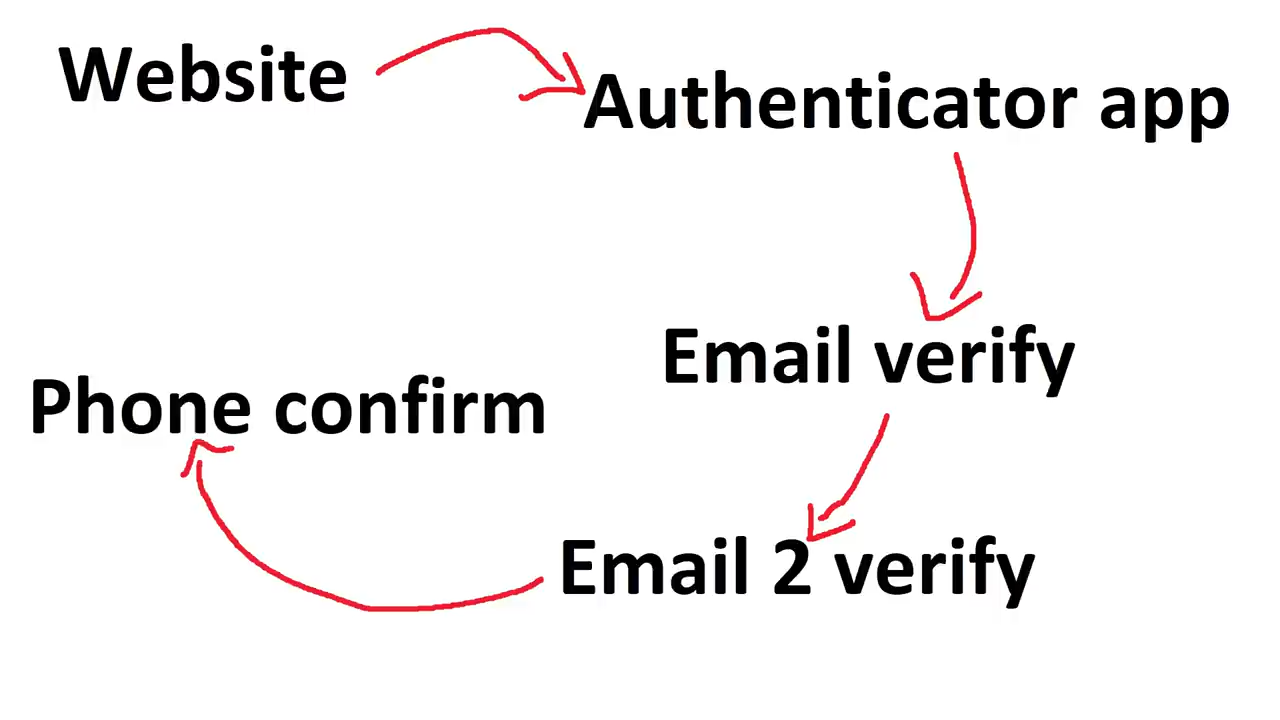 Website
Authenticator app
Email verify
Phone confirm
Email 2 verify